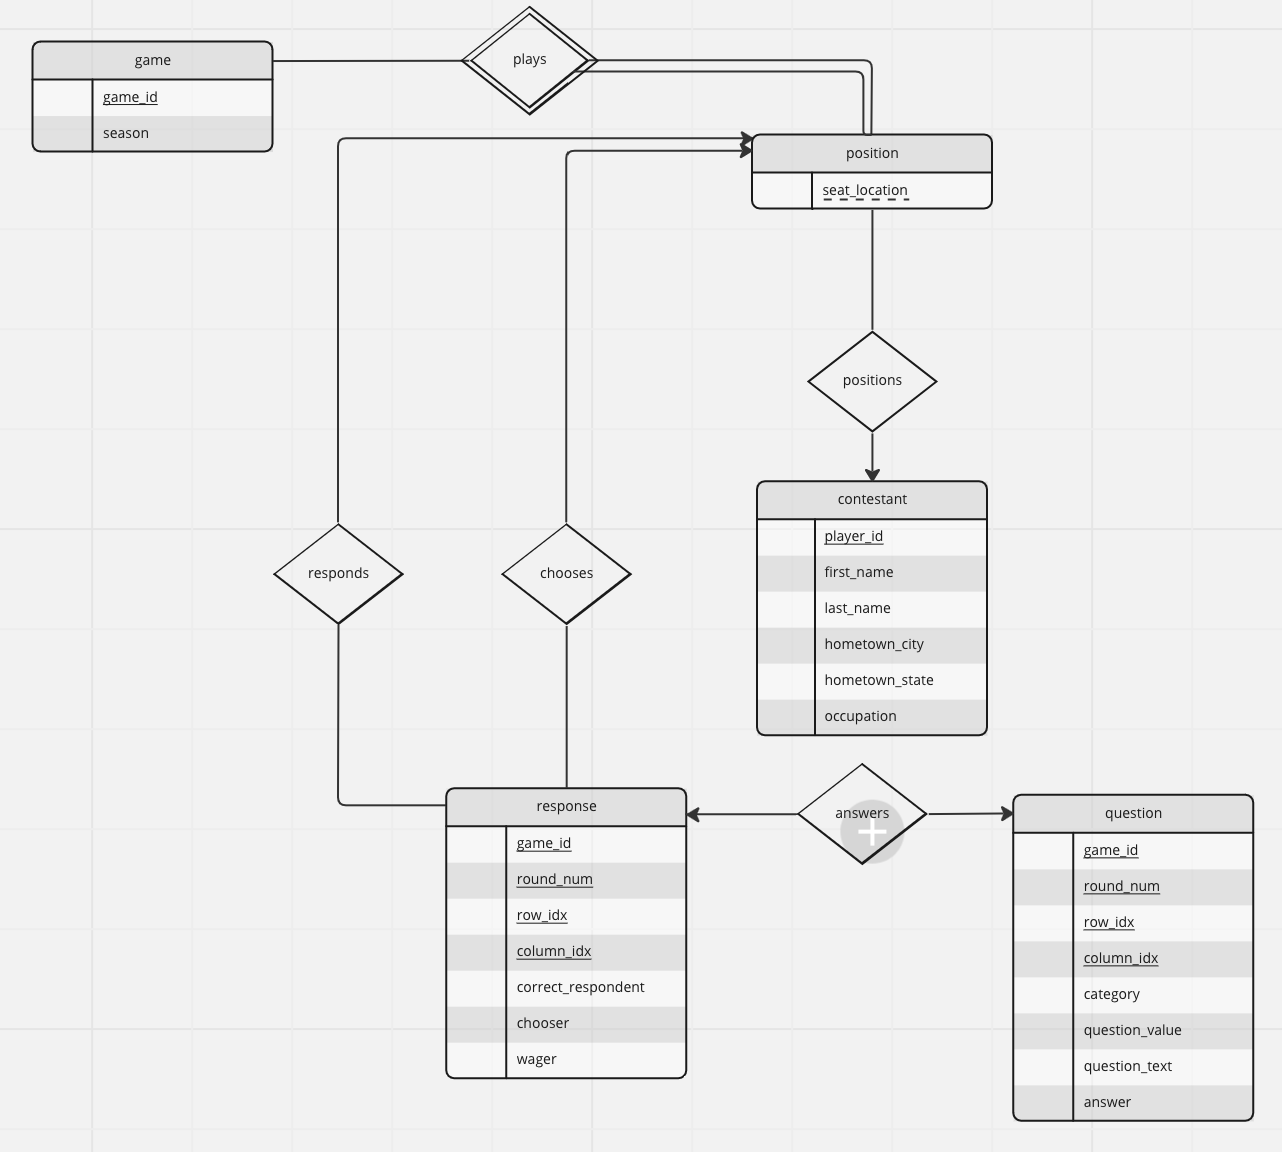 plays
game
game_id
season
position
seat_location
positions
contestant
player_id
first_name
last_name
hometown_city
hometown_state
occupation
responds
chooses
response
game_id
round_num
row_idx
column_idx
correct_respondent
chooser
wager
answers
question
game_id
round_num
row_idx
column_idx
category
question_value
question_text
answer